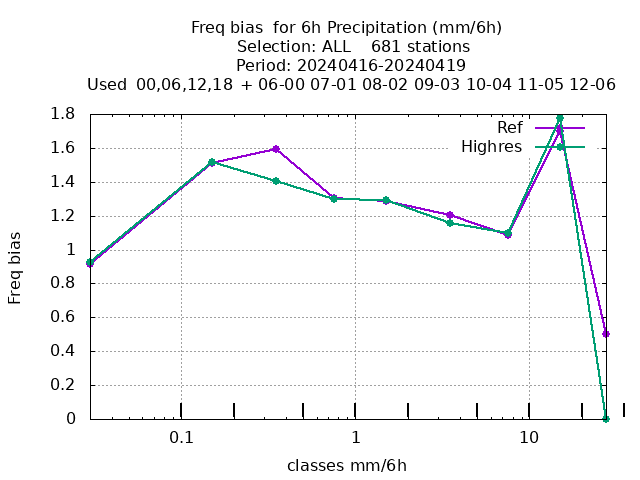 Freq bias  for 6h Precipitation (mm/6h)
Selection: ALL    681 stations
Period: 20240416-20240419
Used  00,06,12,18  + 06-00 07-01 08-02 09-03 10-04 11-05 12-06
Ref
Highres
1.8
1.6
1.4
1.2
1
0.8
0.6
0.4
0.2
0
Freq bias
0.1
1
10
classes mm/6h